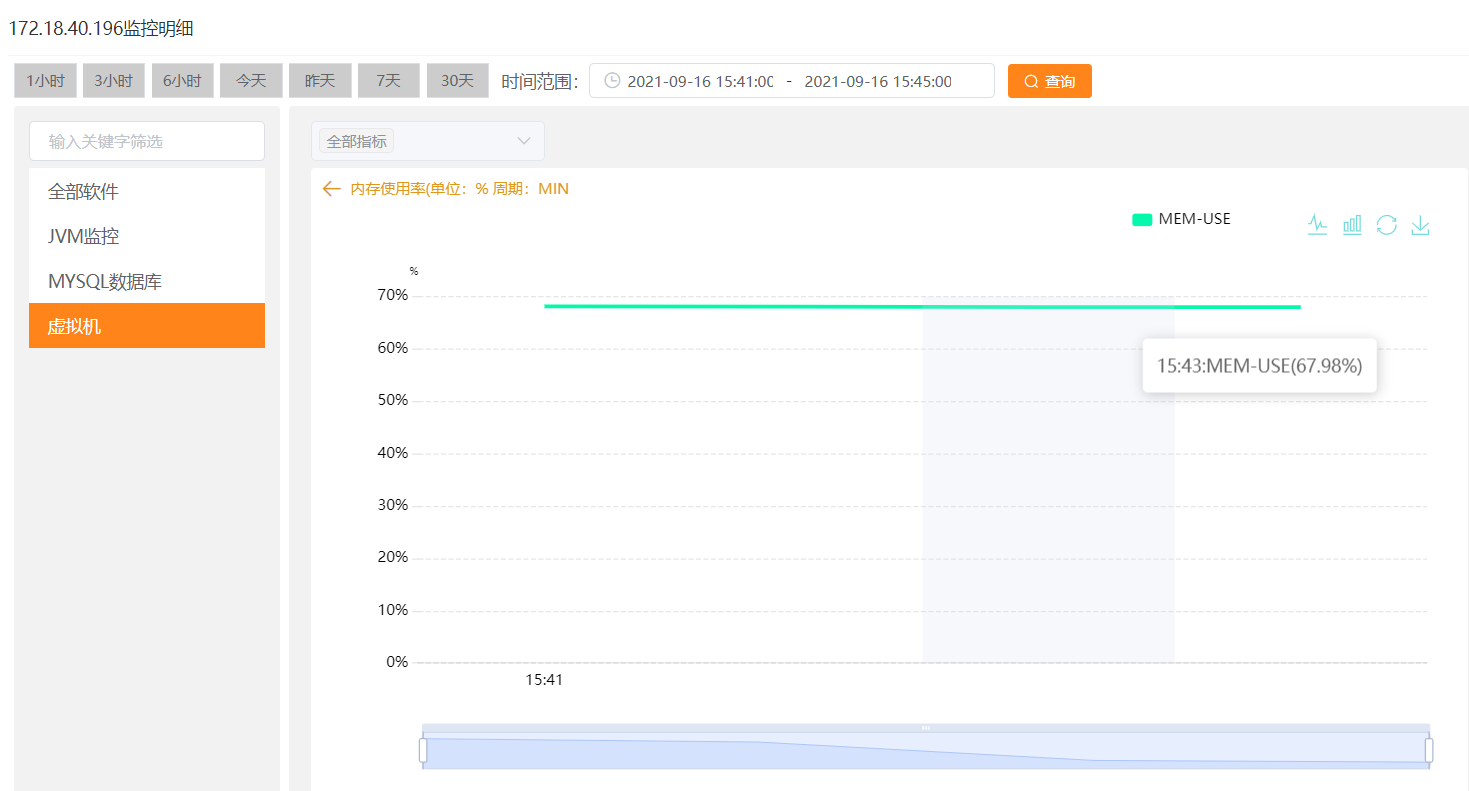 172.18.40.196监控明细
1小时 3小时 6小时 今天 昨天 7天 30天 时间范围： 2021-09-16 15:41:00 - 2021-09-16 15:45:00 查询
输入关键字筛选
全部软件
JVM监控
MYSQL数据库
虚拟机
全部指标
内存使用率(单位：% 周期：MIN
MEM-USE
%
70%
60%
15:43:MEM-USE(67.98%)
50%
40%
30%
20%
10%
0%
15:41